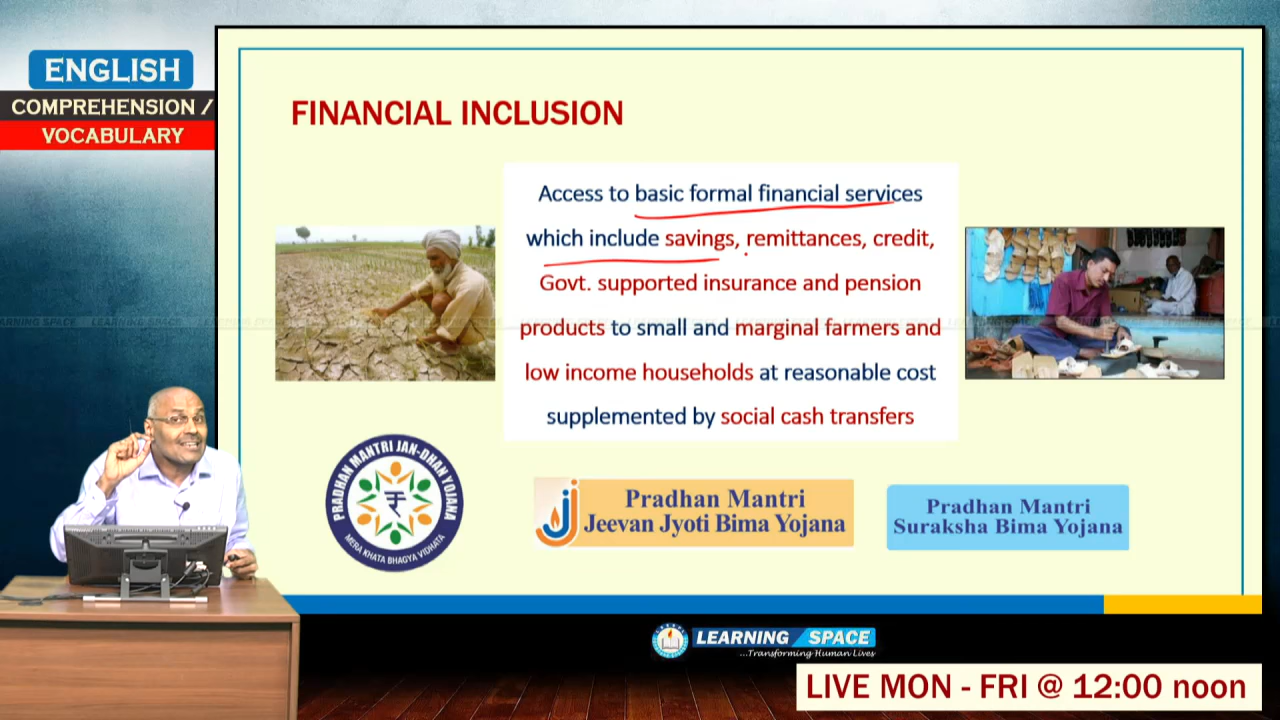 ENGLISH
COMPREHENSION /
VOCABULARY
FINANCIAL INCLUSION
Access to basic formal financial services
which include savings, remittances, credit,
Govt. supported insurance and pension
products to small and marginal farmers and
low income households at reasonable cost
supplemented by social cash transfers
PRADHAN MANTRI JAN-DHAN YOJANA
MERA KHATA BHAGYA VIDHATA
Pradhan Mantri
Jeevan Jyoti Bima Yojana
Pradhan Mantri
Suraksha Bima Yojana
LEARNING SPACE
...Transforming Human Lives
LIVE MON - FRI @ 12:00 noon